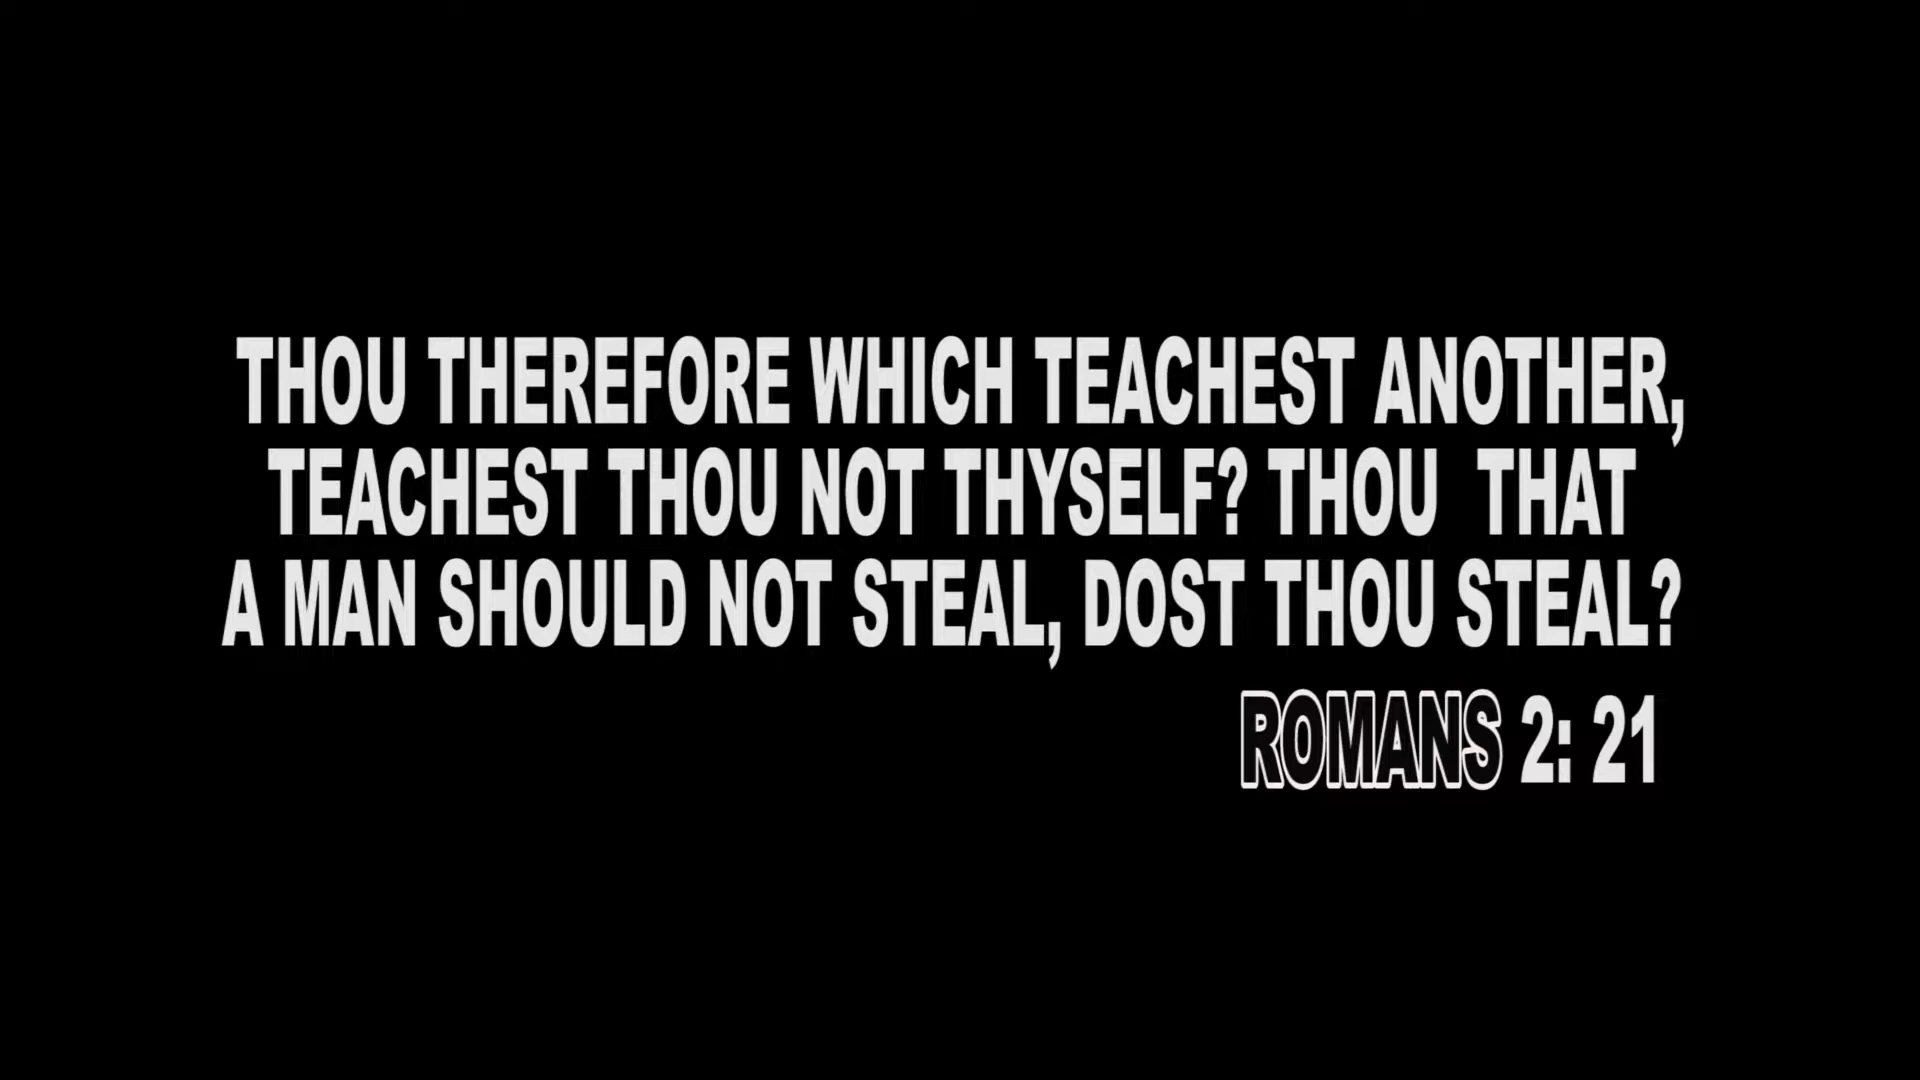 THOU THEREFORE WHICH TEACHEST ANOTHER,
TEACHEST THOU NOT THYSELF? THOU THAT
A MAN SHOULD NOT STEAL, DOST THOU STEAL?
ROMANS 2: 21